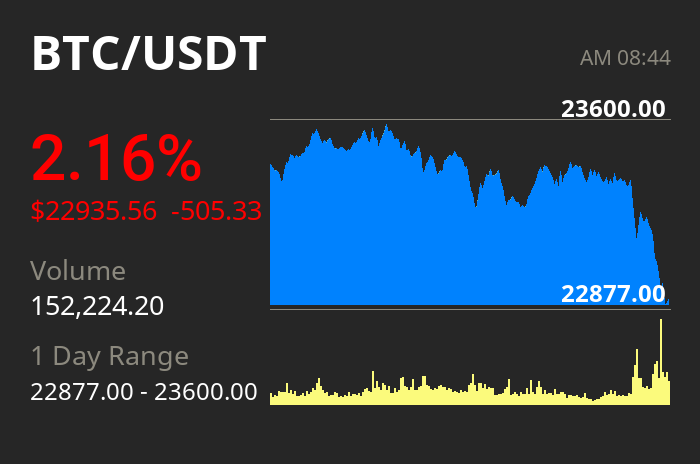 BTC/USDT
AM 08:44
23600.00
2.16%
$22935.56 -505.33
Volume
152,224.20
22877.00
1 Day Range
22877.00 - 23600.00